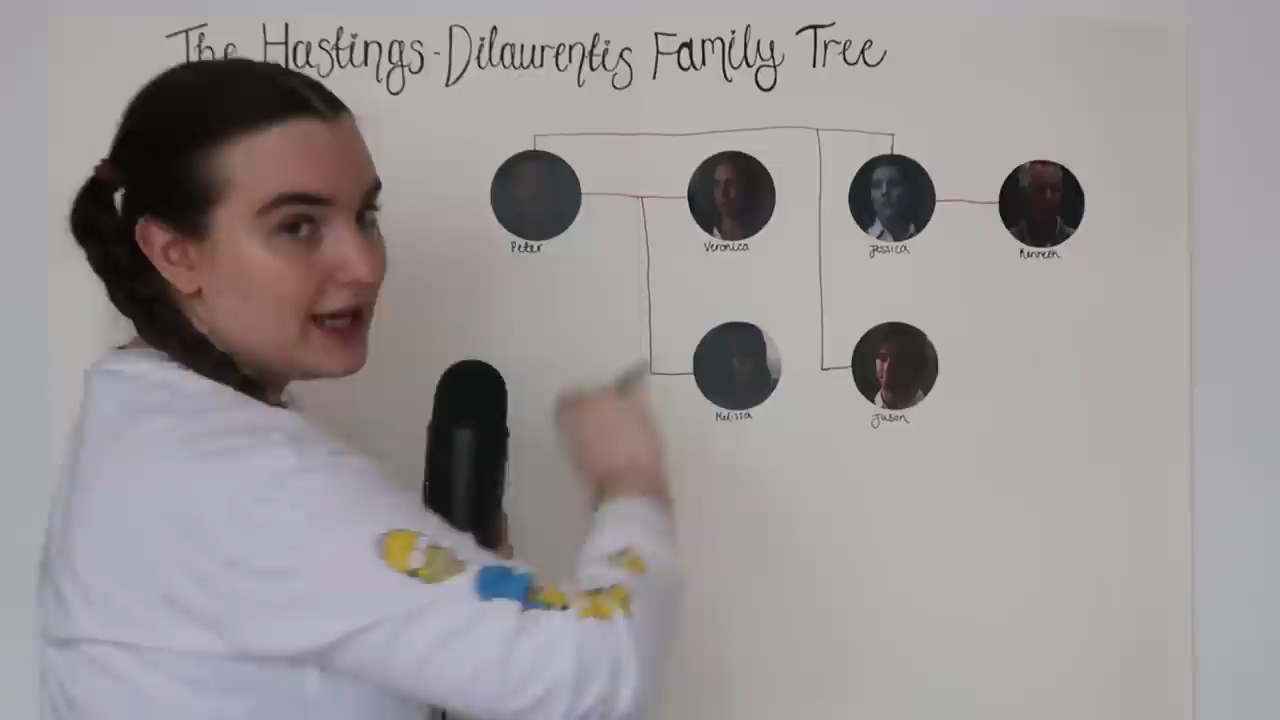 The Hastings-Dilaurentis Family Tree
Peter
Veronica
Jessica
Kenneth
Melissa
Jason